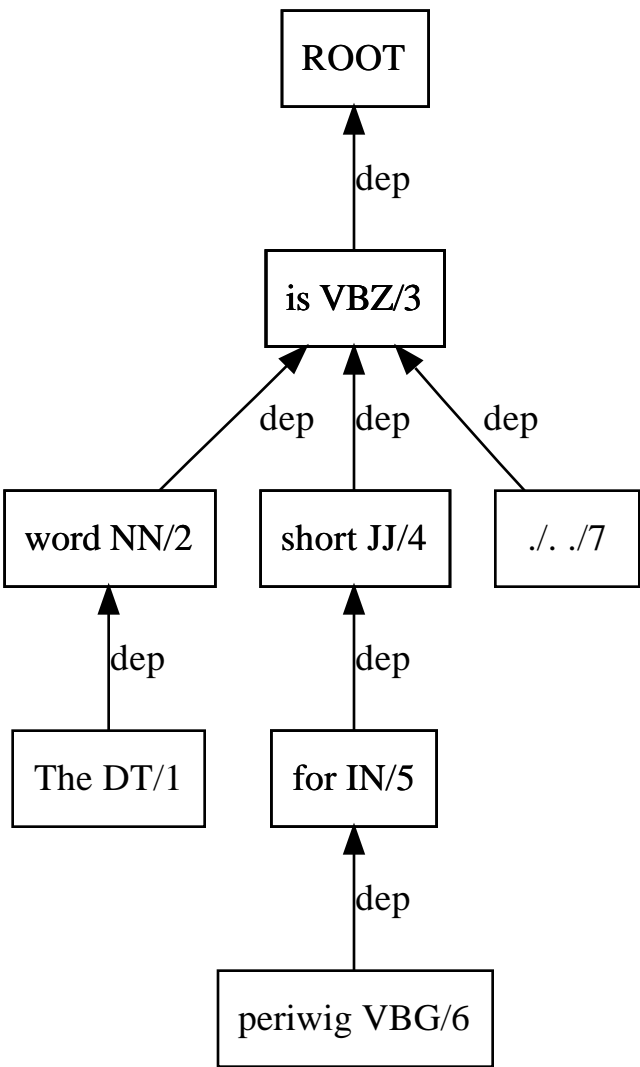 ROOT
dep
is VBZ/3
dep dep dep
word NN/2 short JJ/4 ./. ./7
dep dep
The DT/1 for IN/5
dep
periwig VBG/6